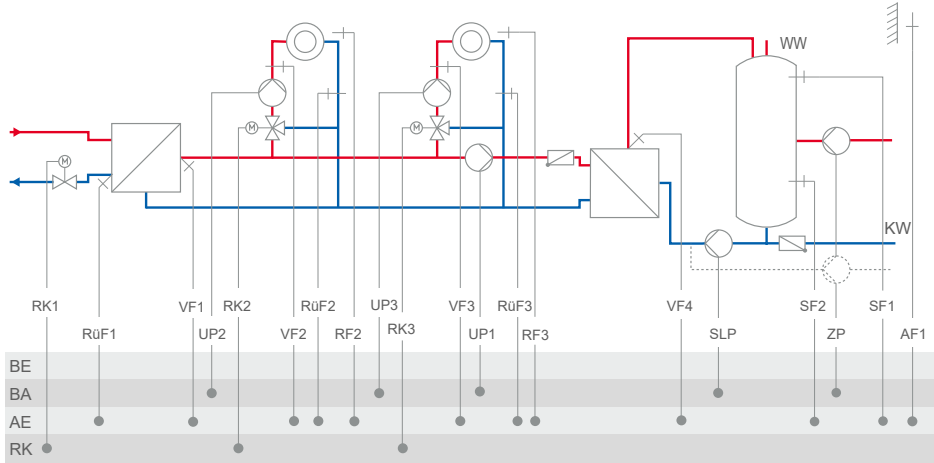 WW
M
M
M
KW
RK1
VF1
RK2
RüF2
UP3
VF3
RüF3
VF4
SF2
SF1
RüF1
UP2
VF2
RF2
RK3
UP1
RF3
SLP
ZP
AF1
BE
BA
AE
RK